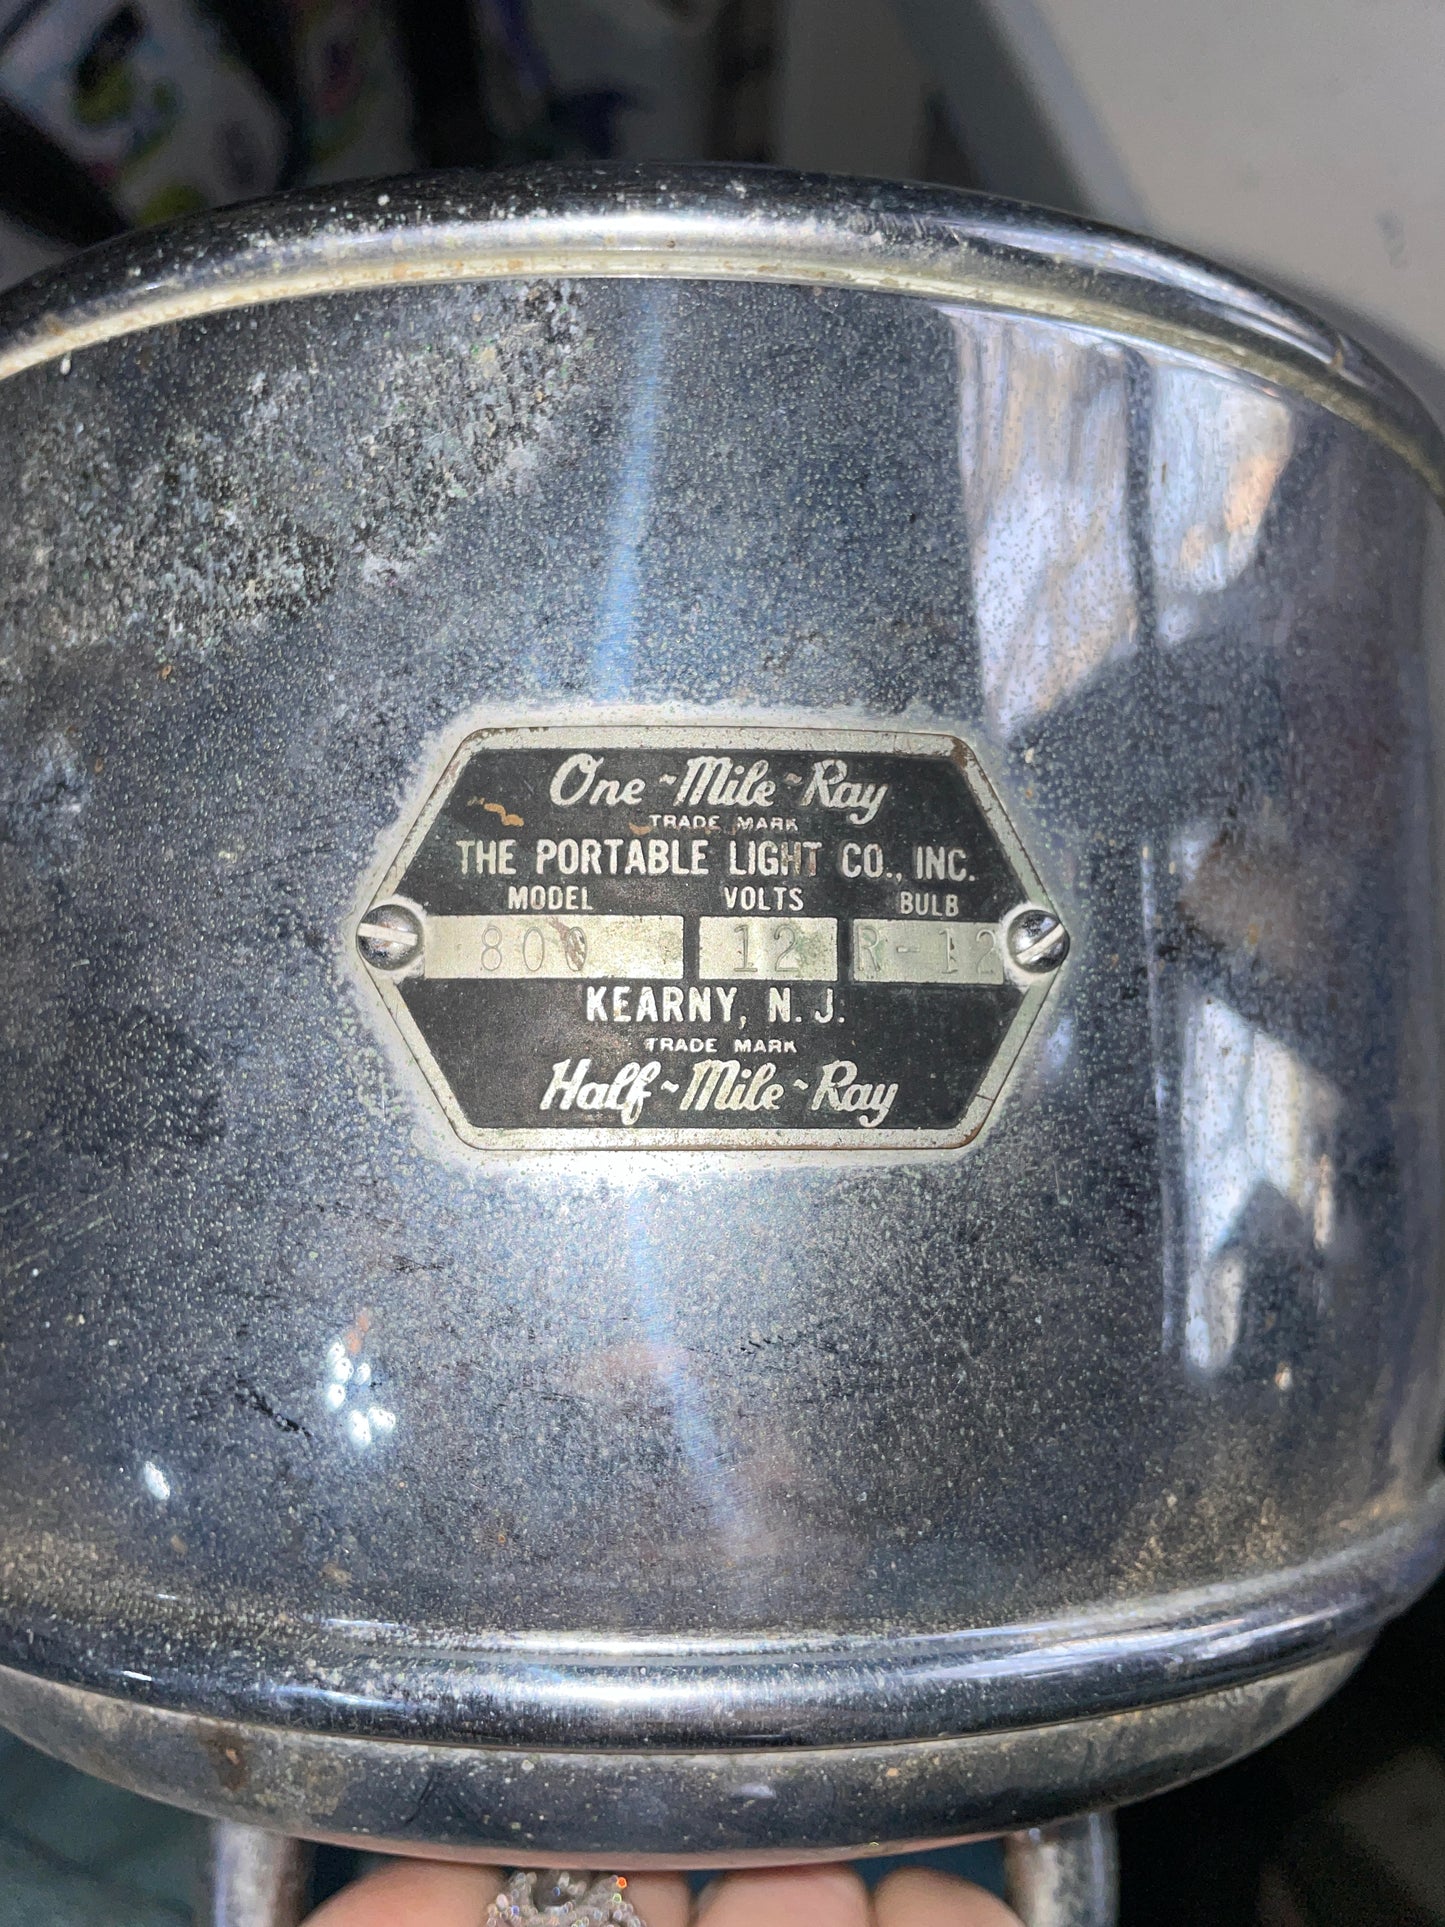 One~Mile~Ray
TRADE MARK
THE PORTABLE LIGHT CO., INC.
MODEL VOLTS BULB
800 12 R-12
KEARNY, N. J.
TRADE MARK
Half~Mile~Ray